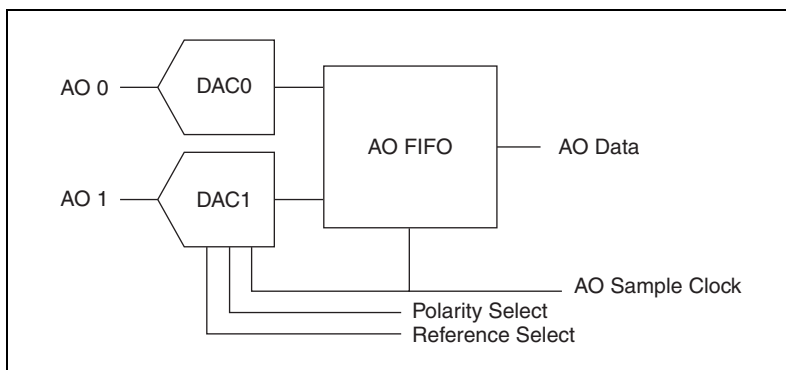 AO 0
DAC0
AO FIFO
AO Data
AO 1
DAC1
AO Sample Clock
Polarity Select
Reference Select